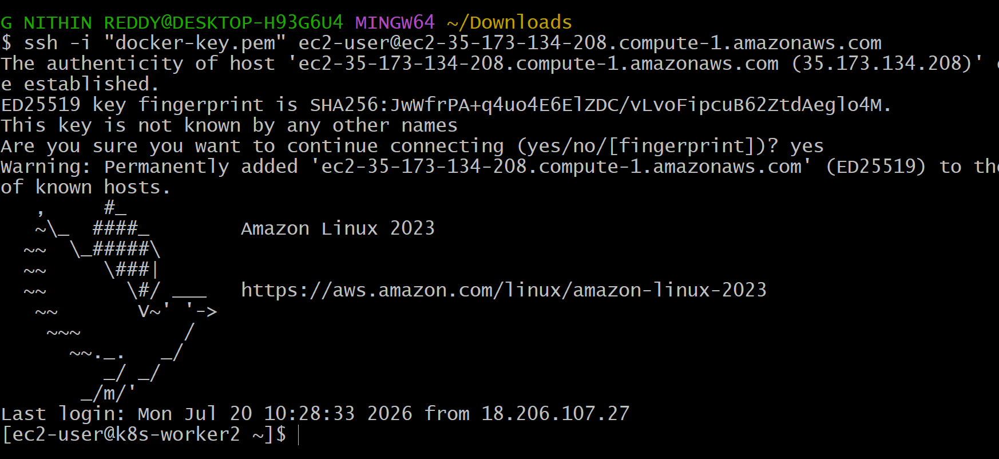 G NITHIN REDDY@DESKTOP-H93G6U4 MINGW64 ~/Downloads
$ ssh -i "docker-key.pem" ec2-user@ec2-35-173-134-208.compute-1.amazonaws.com
The authenticity of host 'ec2-35-173-134-208.compute-1.amazonaws.com (35.173.134.208)'
e established.
ED25519 key fingerprint is SHA256:JwWfrPA+q4uo4E6ElZDC/vLvoFipcuB62ZtdAeglo4M.
This key is not known by any other names
Are you sure you want to continue connecting (yes/no/[fingerprint])? yes
Warning: Permanently added 'ec2-35-173-134-208.compute-1.amazonaws.com' (ED25519) to the
of known hosts.
   ,     #_
   ~\_  ####_        Amazon Linux 2023
  ~~  \_#####\
  ~~     \###|
  ~~       \#/ ___   https://aws.amazon.com/linux/amazon-linux-2023
   ~~       V~' '->
    ~~~         /
      ~~._.   _/
         _/ _/
       _/m/'
Last login: Mon Jul 20 10:28:33 2026 from 18.206.107.27
[ec2-user@k8s-worker2 ~]$